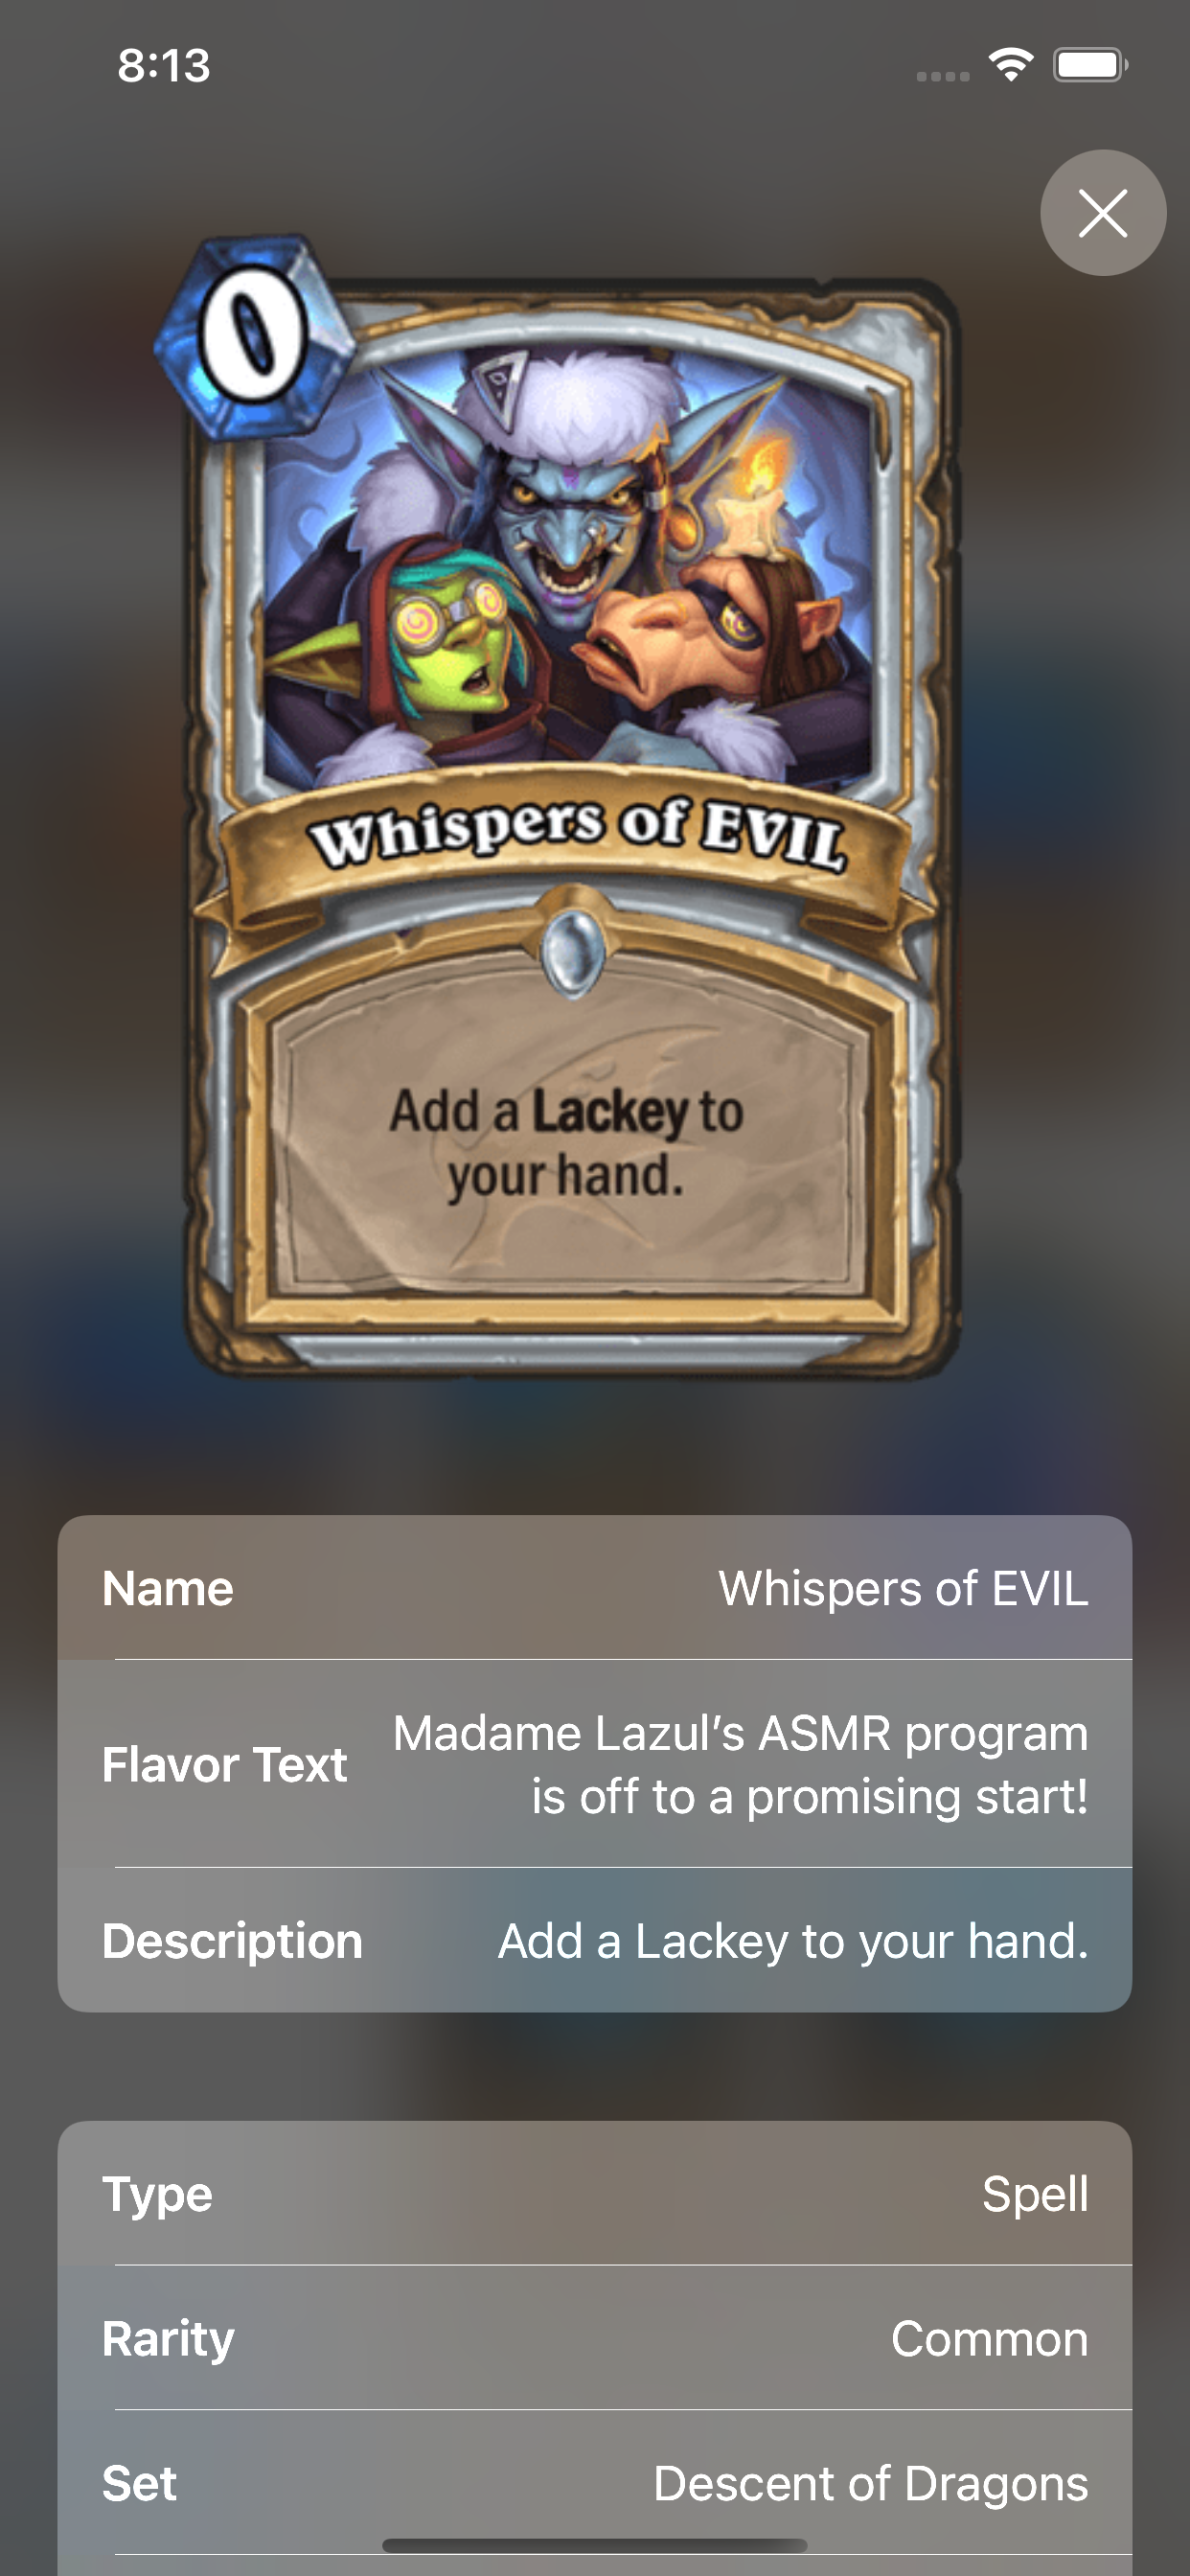 8:13
0
Whispers of EVIL
Add a Lackey to
your hand.
Name Whispers of EVIL
Flavor Text Madame Lazul’s ASMR program
is off to a promising start!
Description Add a Lackey to your hand.
Type Spell
Rarity Common
Set Descent of Dragons